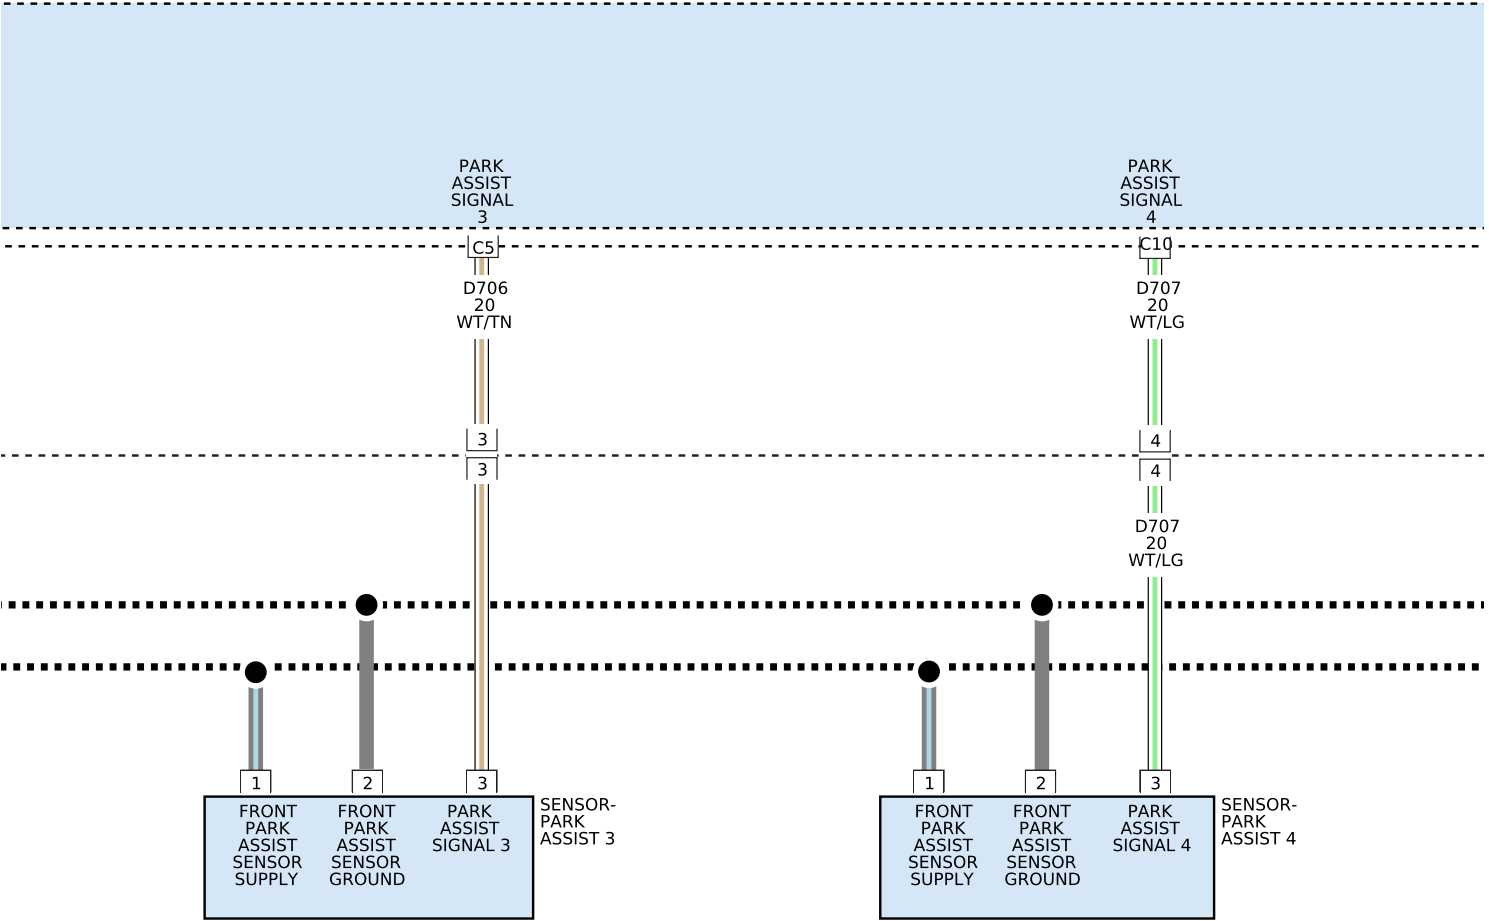 PARK
ASSIST
SIGNAL
3
PARK
ASSIST
SIGNAL
4
C5
C10
D706
20
WT/TN
D707
20
WT/LG
3
4
3
4
D707
20
WT/LG
1
2
3
1
2
3
FRONT
PARK
ASSIST
SENSOR
SUPPLY
FRONT
PARK
ASSIST
SENSOR
GROUND
PARK
ASSIST
SIGNAL 3
SENSOR-
PARK
ASSIST 3
FRONT
PARK
ASSIST
SENSOR
SUPPLY
FRONT
PARK
ASSIST
SENSOR
GROUND
PARK
ASSIST
SIGNAL 4
SENSOR-
PARK
ASSIST 4